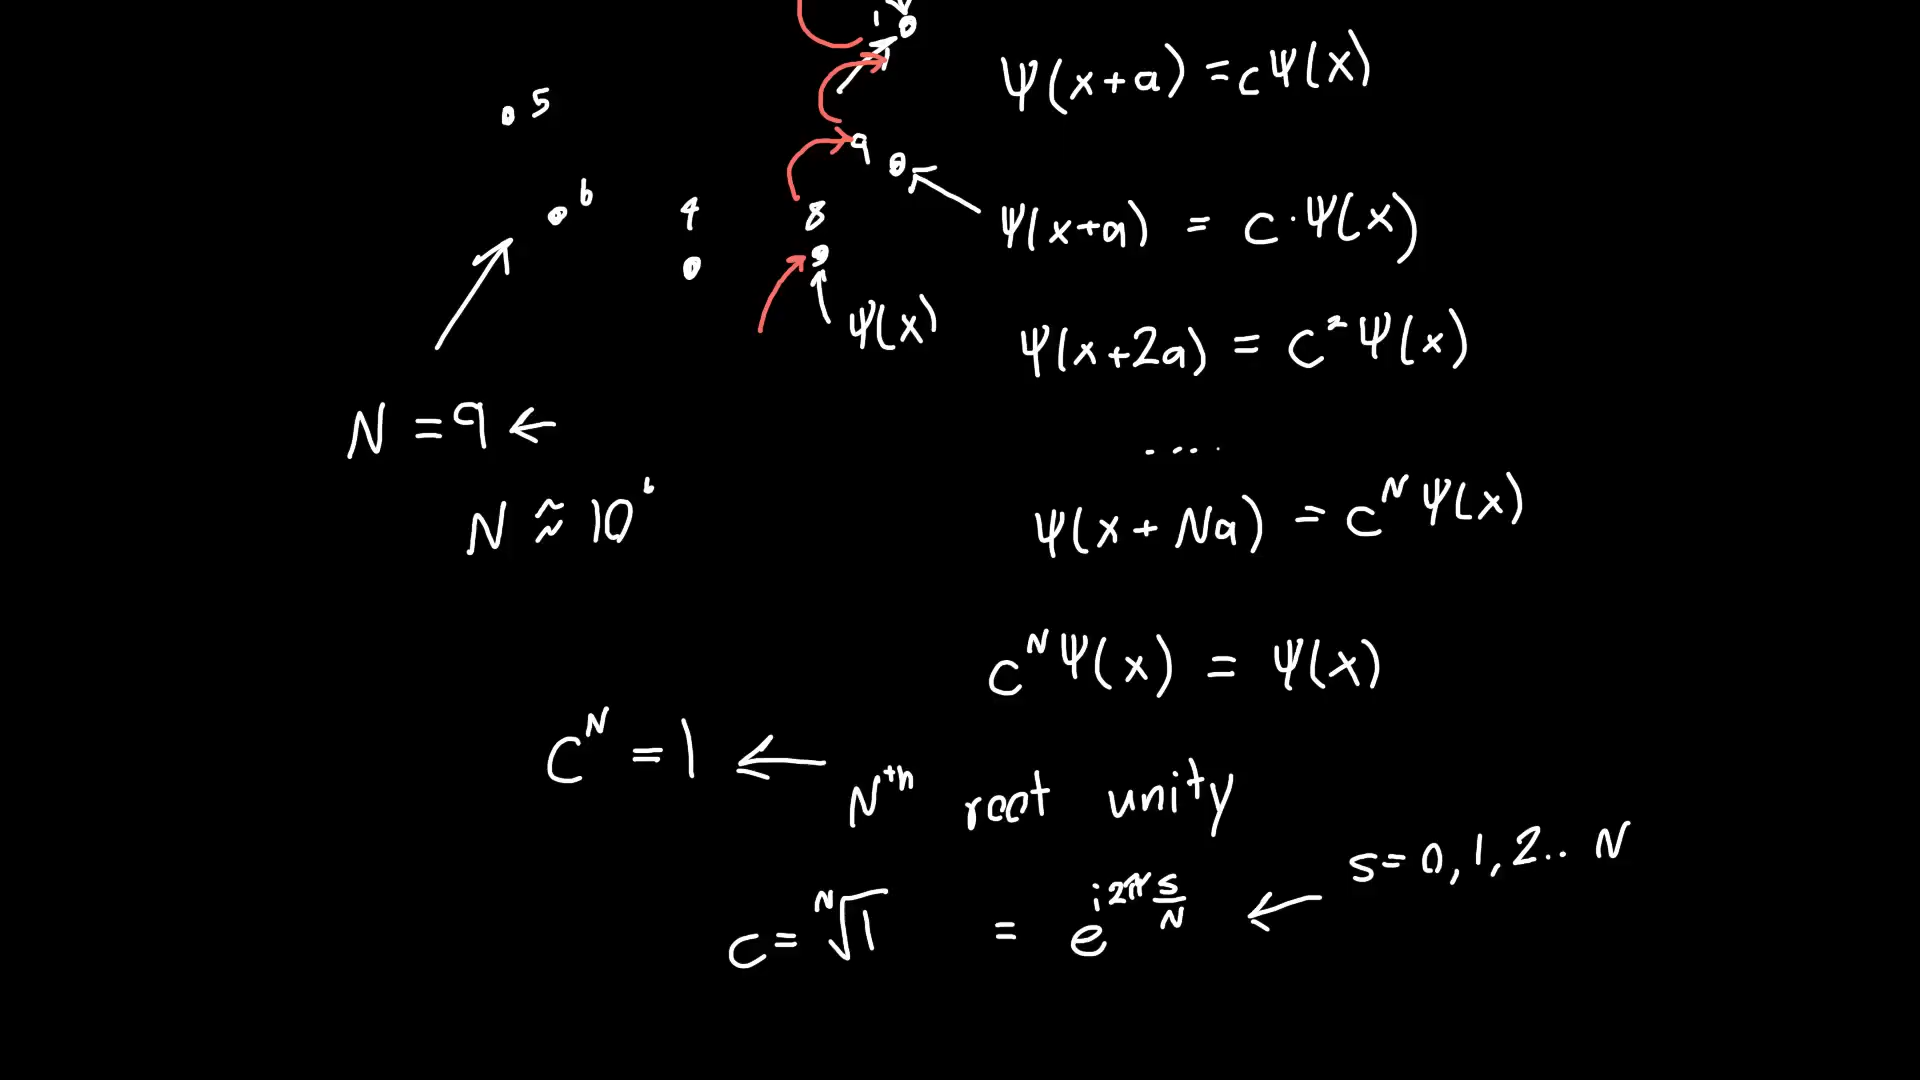 1
ψ(x+a) = cψ(x)
5
9
6
4
8
ψ(x+a) = c·ψ(x)
ψ(x)
ψ(x+2a) = c²ψ(x)
N = 9 ←
....
N ≈ 10⁶
ψ(x + Na) = cᴺψ(x)
cᴺψ(x) = ψ(x)
cᴺ = 1 ←
Nᵗʰ root unity
s = 0, 1, 2.. N
c = ᴺ√1 = e^{i2π s/N} ←